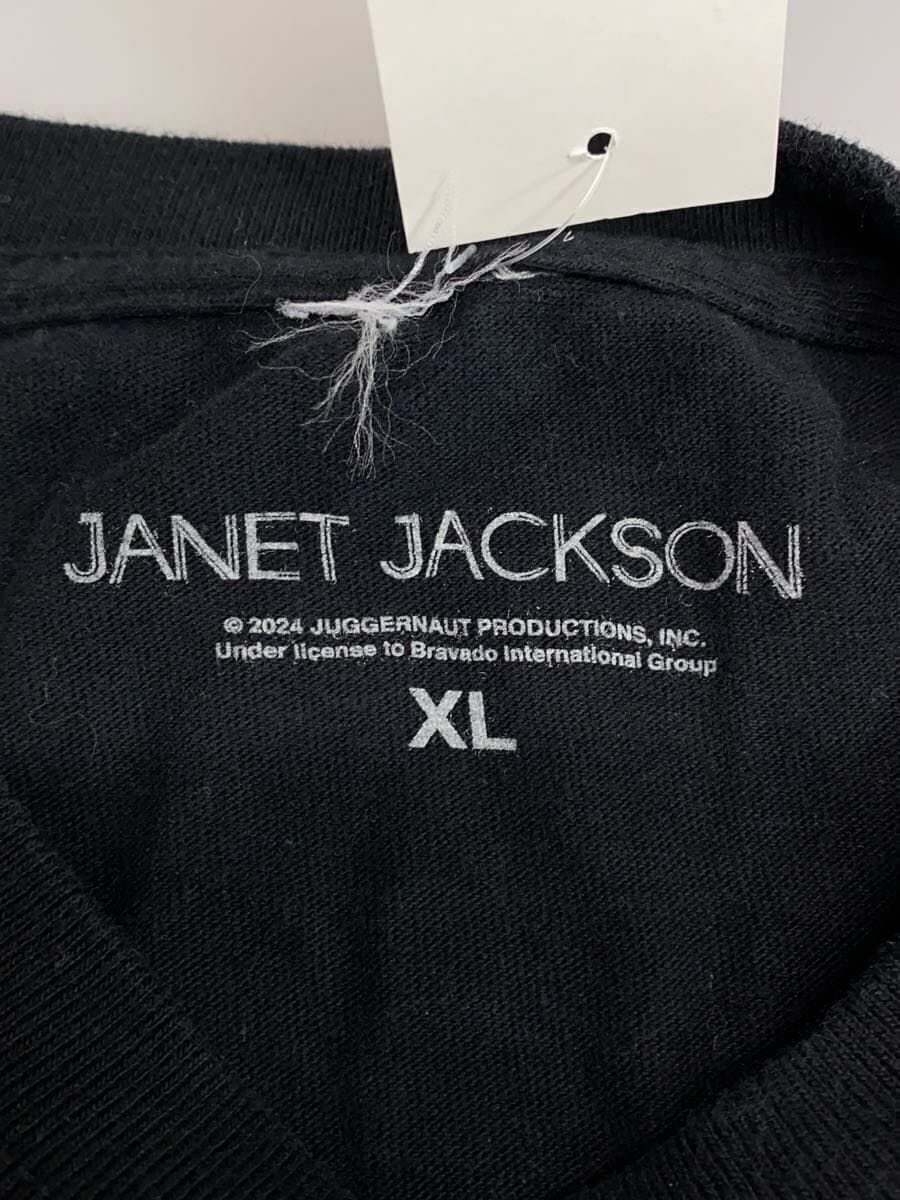 JANET JACKSON
© 2024 JUGGERNAUT PRODUCTIONS, INC.
Under license to Bravado International Group
XL